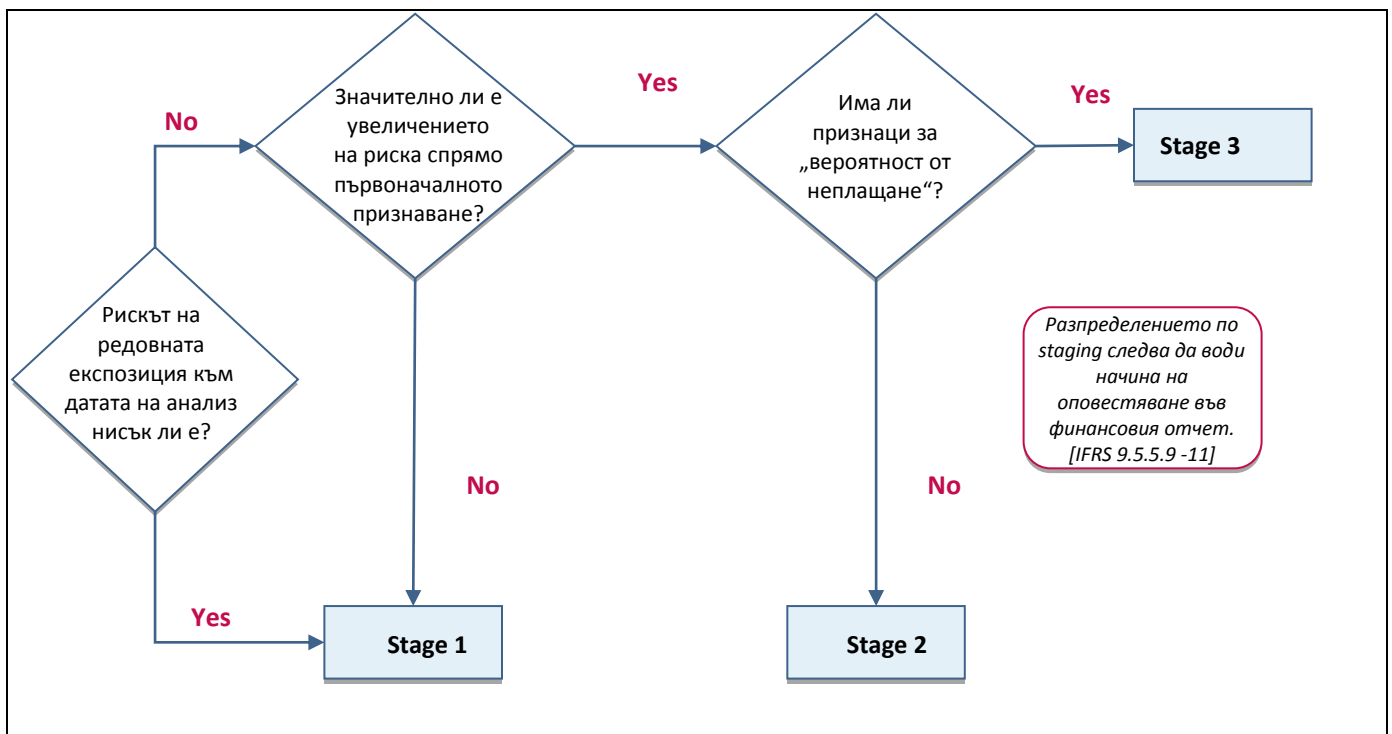 Значително ли е
увеличението
на риска спрямо
първоначалното
признаване?
Yes
Има ли
признаци за
„вероятност от
неплащане“?
Yes
Stage 3
No
Рискът на
редовната
експозиция към
датата на анализ
нисък ли е?
Разпределението по
staging следва да води
начина на
оповестяване във
финансовия отчет.
[IFRS 9.5.5.9 -11]
No
No
Yes
Stage 1
Stage 2